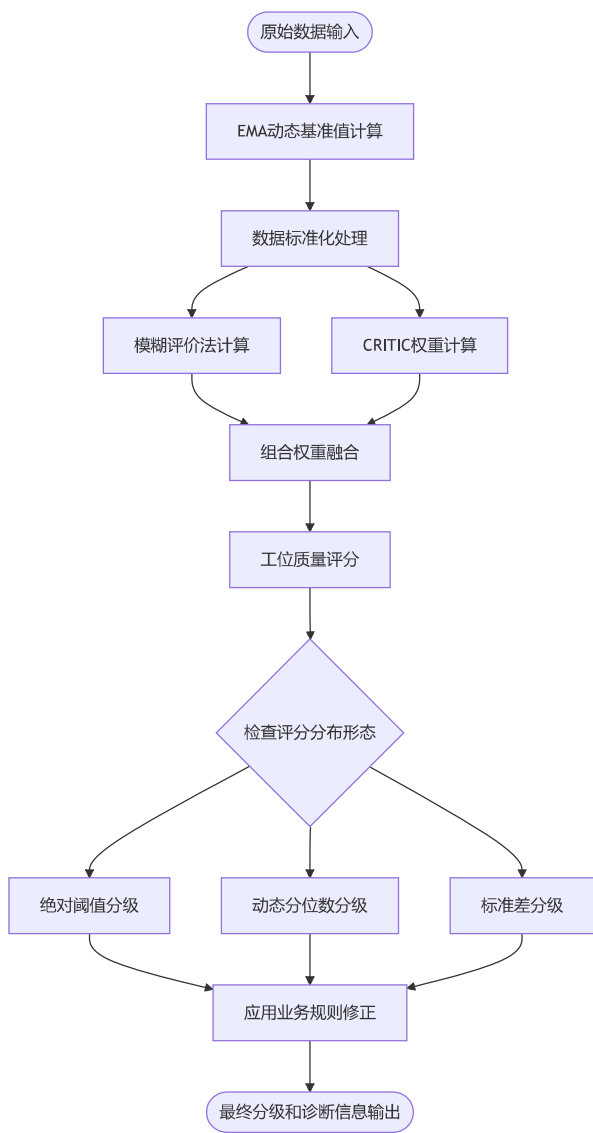 原始数据输入
EMA动态基准值计算
数据标准化处理
模糊评价法计算
CRITIC权重计算
组合权重融合
工位质量评分
检查评分分布形态
绝对阈值分级
动态分位数分级
标准差分级
应用业务规则修正
最终分级和诊断信息输出